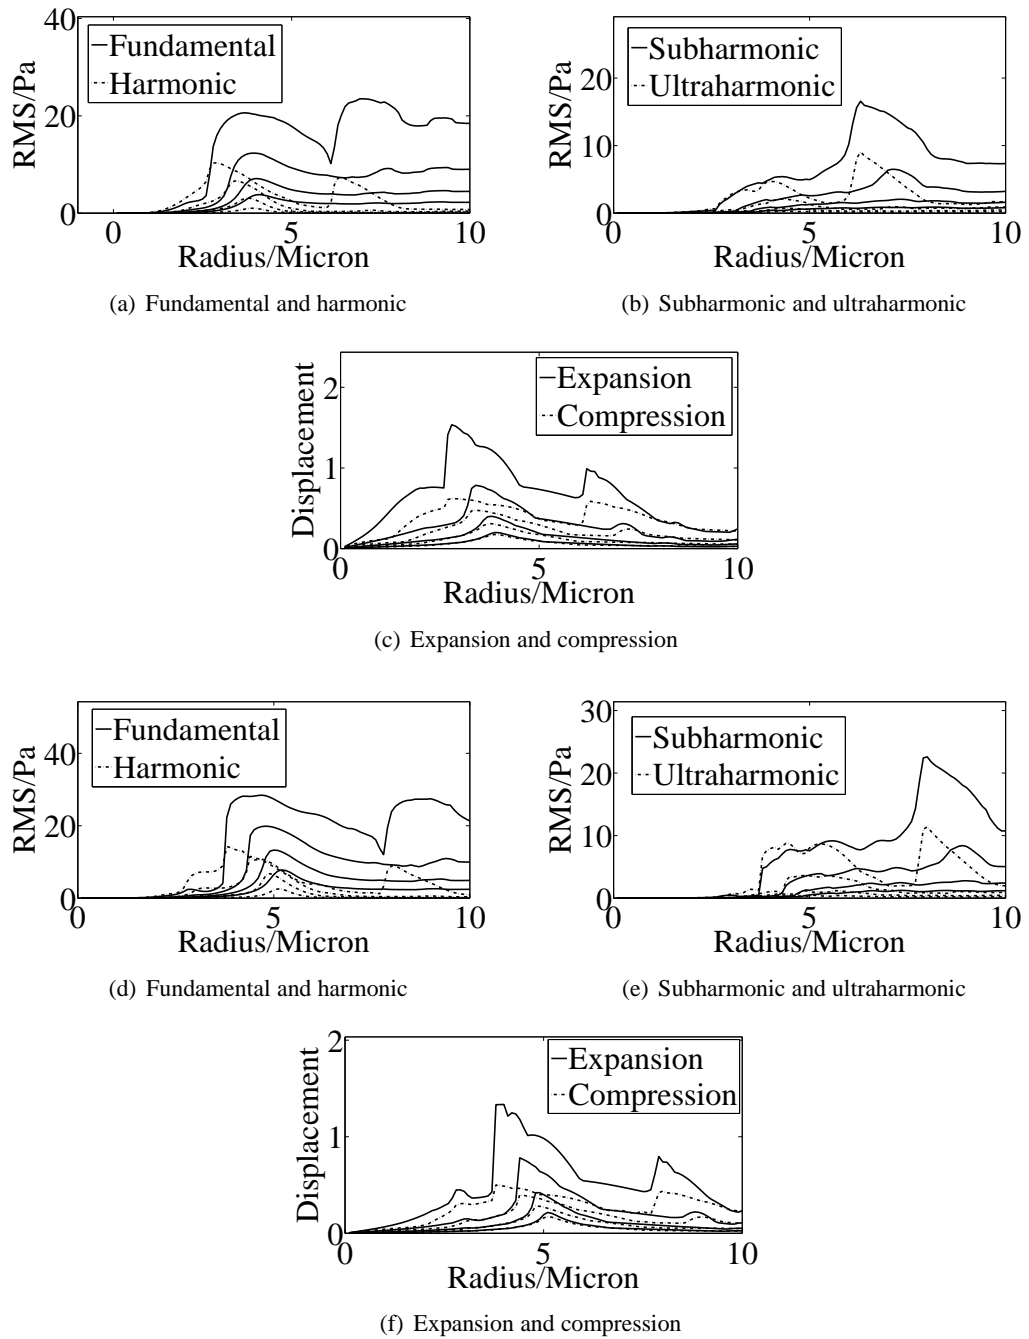 40
20
0
RMS/Pa
Fundamental
Harmonic
0 5 10
Radius/Micron
(a) Fundamental and harmonic
20
10
0
RMS/Pa
Subharmonic
Ultraharmonic
0 5 10
Radius/Micron
(b) Subharmonic and ultraharmonic
2
1
0
Displacement
Expansion
Compression
0 5 10
Radius/Micron
(c) Expansion and compression
40
20
0
RMS/Pa
Fundamental
Harmonic
0 5 10
Radius/Micron
(d) Fundamental and harmonic
30
20
10
0
RMS/Pa
Subharmonic
Ultraharmonic
0 5 10
Radius/Micron
(e) Subharmonic and ultraharmonic
2
1
0
Displacement
Expansion
Compression
0 5 10
Radius/Micron
(f) Expansion and compression